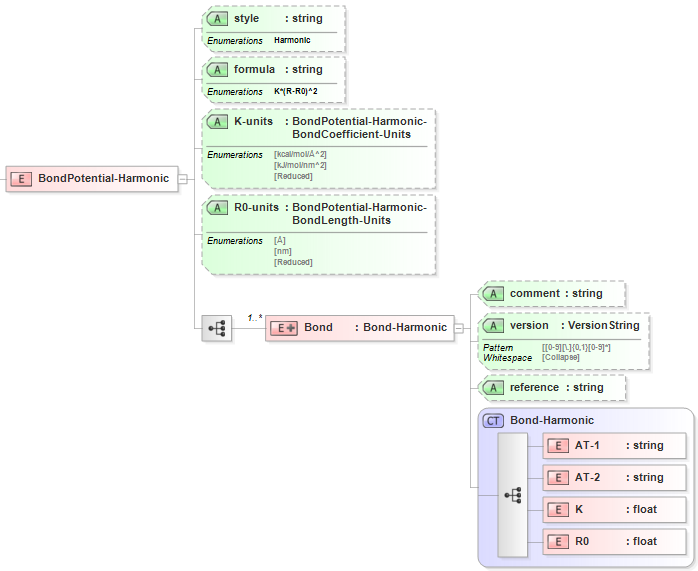 A style : string
Enumerations Harmonic
A formula : string
Enumerations K*(R-R0)^2
A K-units : BondPotential-Harmonic-
BondCoefficient-Units
Enumerations [kcal/mol/Å^2]
[kJ/mol/nm^2]
[Reduced]
E BondPotential-Harmonic
A R0-units : BondPotential-Harmonic-
BondLength-Units
Enumerations [Å]
[nm]
[Reduced]
1..*
E Bond : Bond-Harmonic
A comment : string
A version : VersionString
Pattern [[0-9][\.]{0,1}[0-9]*]
Whitespace [Collapse]
A reference : string
CT Bond-Harmonic
E AT-1 : string
E AT-2 : string
E K : float
E R0 : float